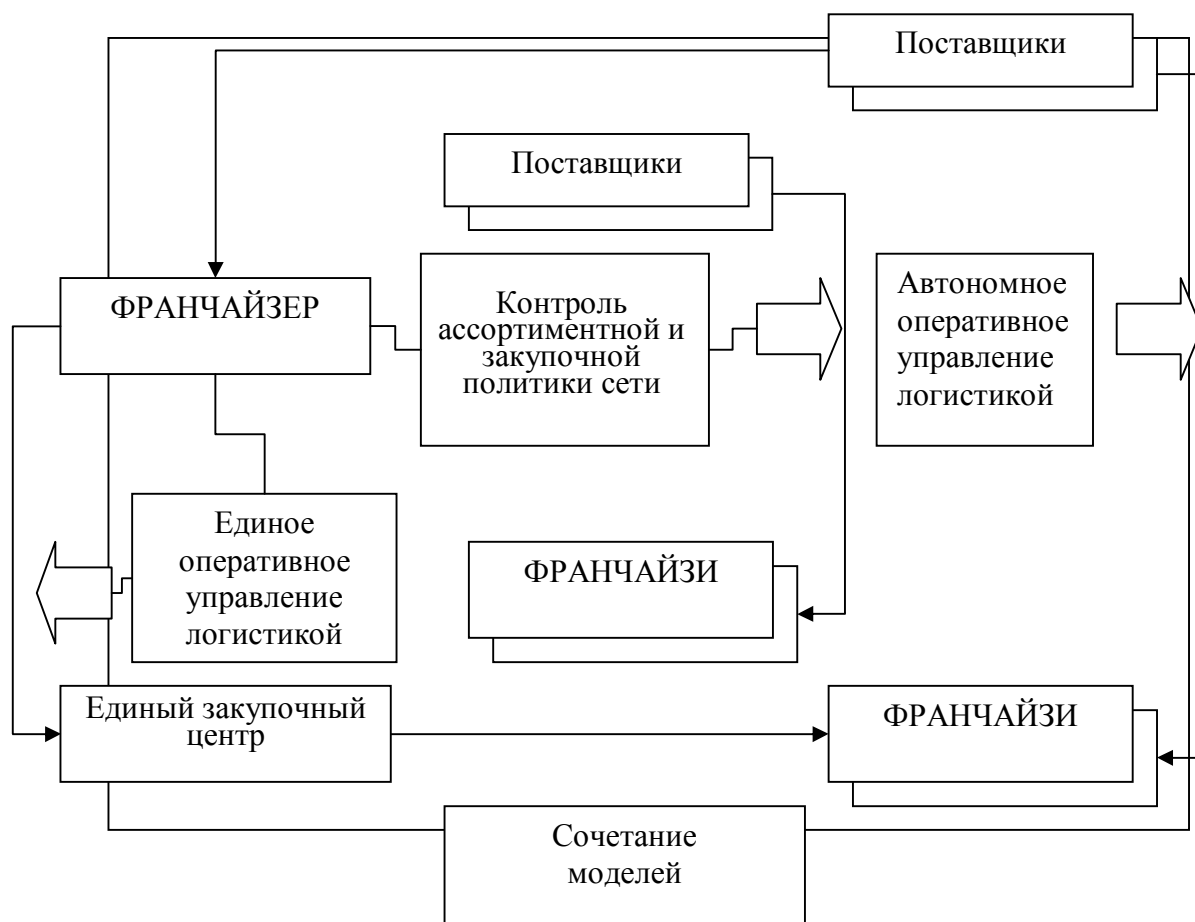 Поставщики
Поставщики
ФРАНЧАЙЗЕР
Контроль
ассортиментной и
закупочной
политики сети
Автономное
оперативное
управление
логистикой
Единое
оперативное
управление
логистикой
ФРАНЧАЙЗИ
Единый закупочный
центр
ФРАНЧАЙЗИ
Сочетание
моделей